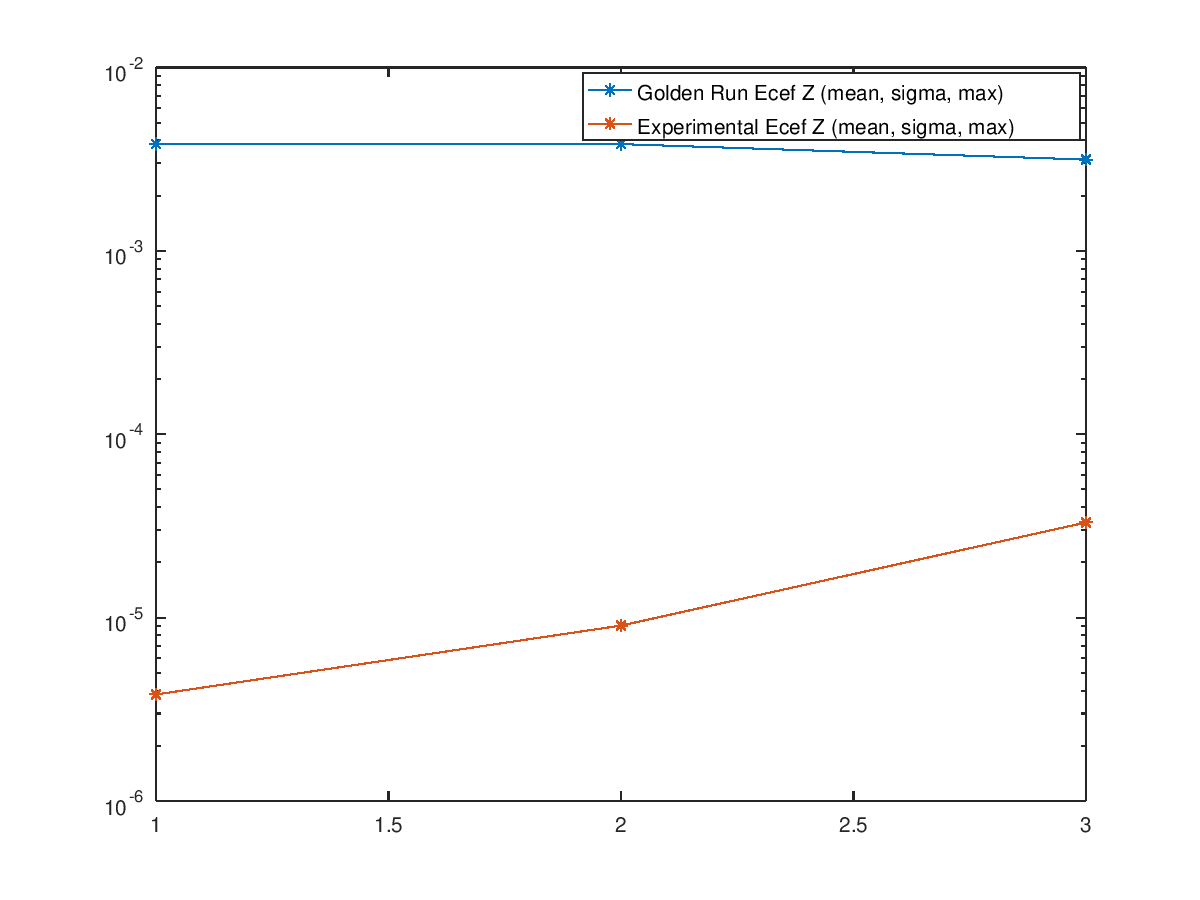 10^-2
Golden Run Ecef Z (mean, sigma, max)
Experimental Ecef Z (mean, sigma, max)
10^-3
10^-4
10^-5
10^-6
1 1.5 2 2.5 3